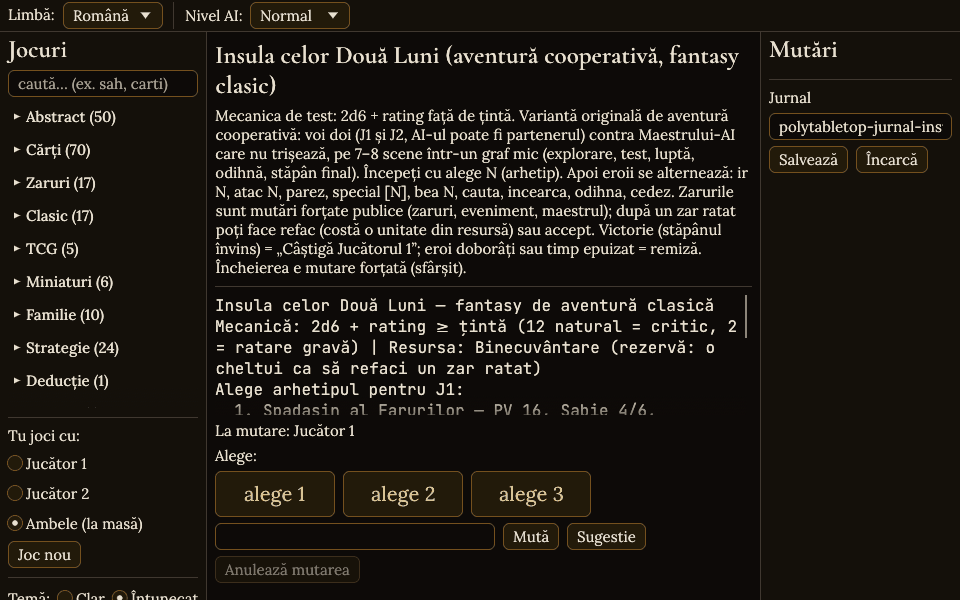 Limbă: Română ▼ Nivel AI: Normal ▼
Jocuri
caută... (ex. sah, carti)
▸ Abstract (50)
▸ Cărți (70)
▸ Zaruri (17)
▸ Clasic (17)
▸ TCG (5)
▸ Miniaturi (6)
▸ Familie (10)
▸ Strategie (24)
▸ Deducție (1)
Tu joci cu:
Jucător 1
Jucător 2
Ambele (la masă)
Joc nou
Temă: Clar Întunecat
Insula celor Două Luni (aventură cooperativă, fantasy
clasic)
Mecanica de test: 2d6 + rating față de țintă. Variantă originală de aventură
cooperativă: voi doi (J1 și J2, AI-ul poate fi partenerul) contra Maestrului-AI
care nu trișează, pe 7–8 scene într-un graf mic (explorare, test, luptă,
odihnă, stăpân final). Începeți cu alege N (arhetip). Apoi eroii se alternează: ir
N, atac N, parez, special [N], bea N, cauta, incearca, odihna, cedez. Zarurile
sunt mutări forțate publice (zaruri, eveniment, maestrul); după un zar ratat
poți face refac (costă o unitate din resursă) sau accept. Victorie (stăpânul
învins) = „Câștigă Jucătorul 1”; eroi doborâți sau timp epuizat = remiză.
Încheierea e mutare forțată (sfârșit).
Insula celor Două Luni — fantasy de aventură clasică
Mecanică: 2d6 + rating ≥ țintă (12 natural = critic, 2
= ratare gravă) | Resursa: Binecuvântare (rezervă: o
cheltui ca să refaci un zar ratat)
Alege arhetipul pentru J1:
1. Spadasin al Farurilor — PV 16, Sabie 4/6,
La mutare: Jucător 1
Alege:
alege 1 alege 2 alege 3
Mută Sugestie
Anulează mutarea
Mutări
Jurnal
polytabletop-jurnal-ins
Salvează Încarcă